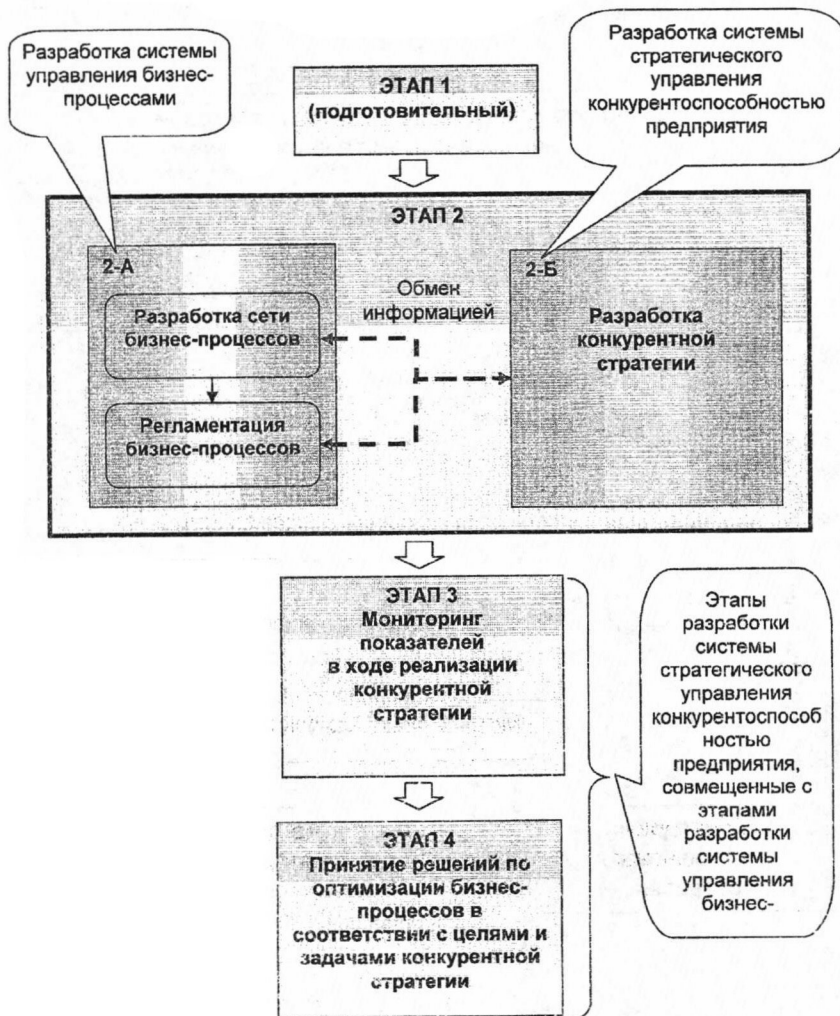 Разработка системы
управления бизнес-
процессами
Разработка системы
стратегического
управления
конкурентоспособностью
предприятия
ЭТАП 1
(подготовительный)
ЭТАП 2
2-А
2-Б
Разработка сети
бизнес-процессов
Регламентация
бизнес-процессов
Обмек
информацией
Разработка
конкурентной
стратегии
ЭТАП 3
Мониторинг
показателей
в ходе реализации
конкурентной
стратегии
ЭТАП 4
Принятие решений по
оптимизации бизнес-
процессов в
соответствии с целями и
задачами конкурентной
стратегии
Этапы
разработки
системы
стратегического
управления
конкурентоспособ
ностью
предприятия,
совмещенные с
этапами
разработки
системы
управления
бизнес-